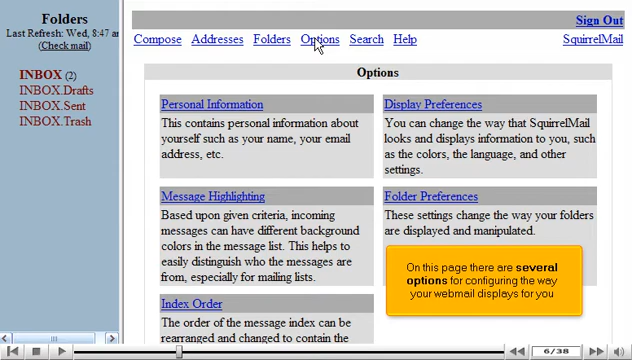 Folders
Last Refresh: Wed, 8:47 a
(Check mail)
INBOX (2)
INBOX.Drafts
INBOX.Sent
INBOX.Trash
Sign Out
Compose Addresses Folders Options Search Help SquirrelMail
Options
Personal Information
This contains personal information about
yourself such as your name, your email
address, etc.
Display Preferences
You can change the way that SquirrelMail
looks and displays information to you, such
as the colors, the language, and other
settings.
Message Highlighting
Based upon given criteria, incoming
messages can have different background
colors in the message list. This helps to
easily distinguish who the messages are
from, especially for mailing lists.
Folder Preferences
These settings change the way your folders
are displayed and manipulated.
On this page there are several
options for configuring the way
your webmail displays for you
Index Order
The order of the message index can be
rearranged and changed to contain the
6/38